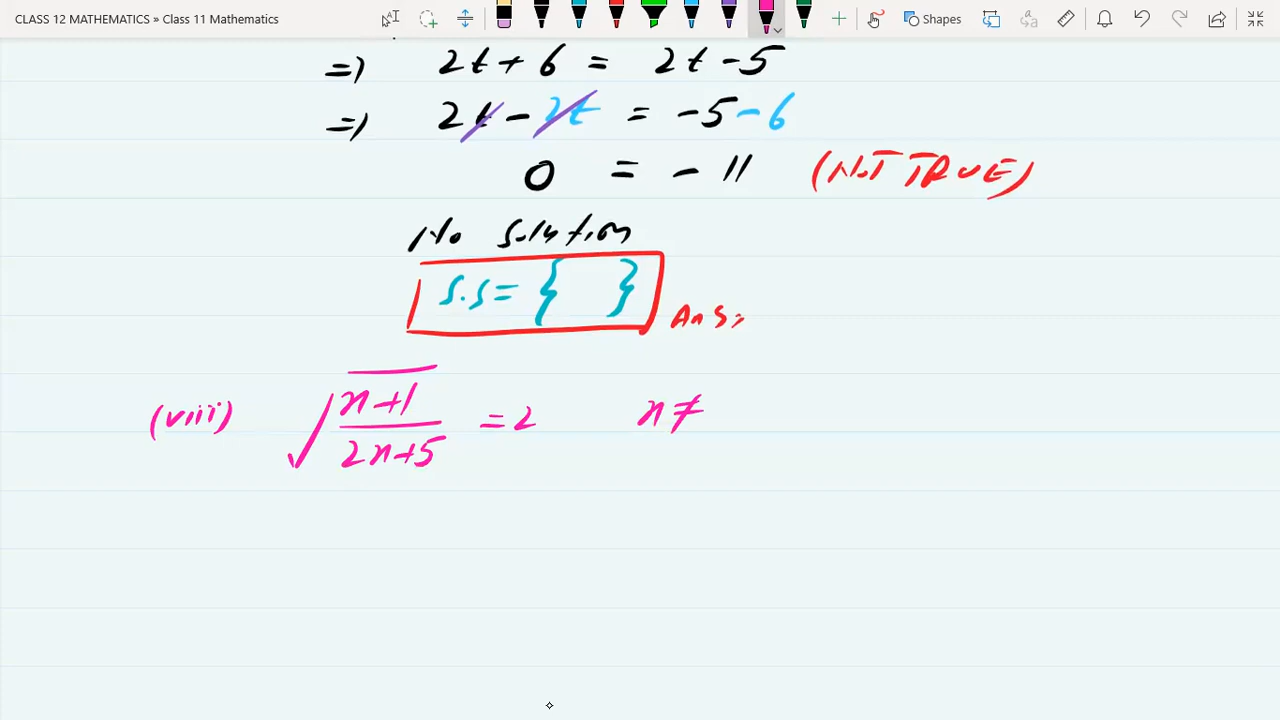 CLASS 12 MATHEMATICS » Class 11 Mathematics
Shapes
=) 2t + 6 = 2t - 5
=) 2t - 2t = -5 - 6
0 = - 11 (NOT TRUE)
No solution
S.S = { } Ans:
(viii) √(x+1)/(2x+5) = 2 x ≠